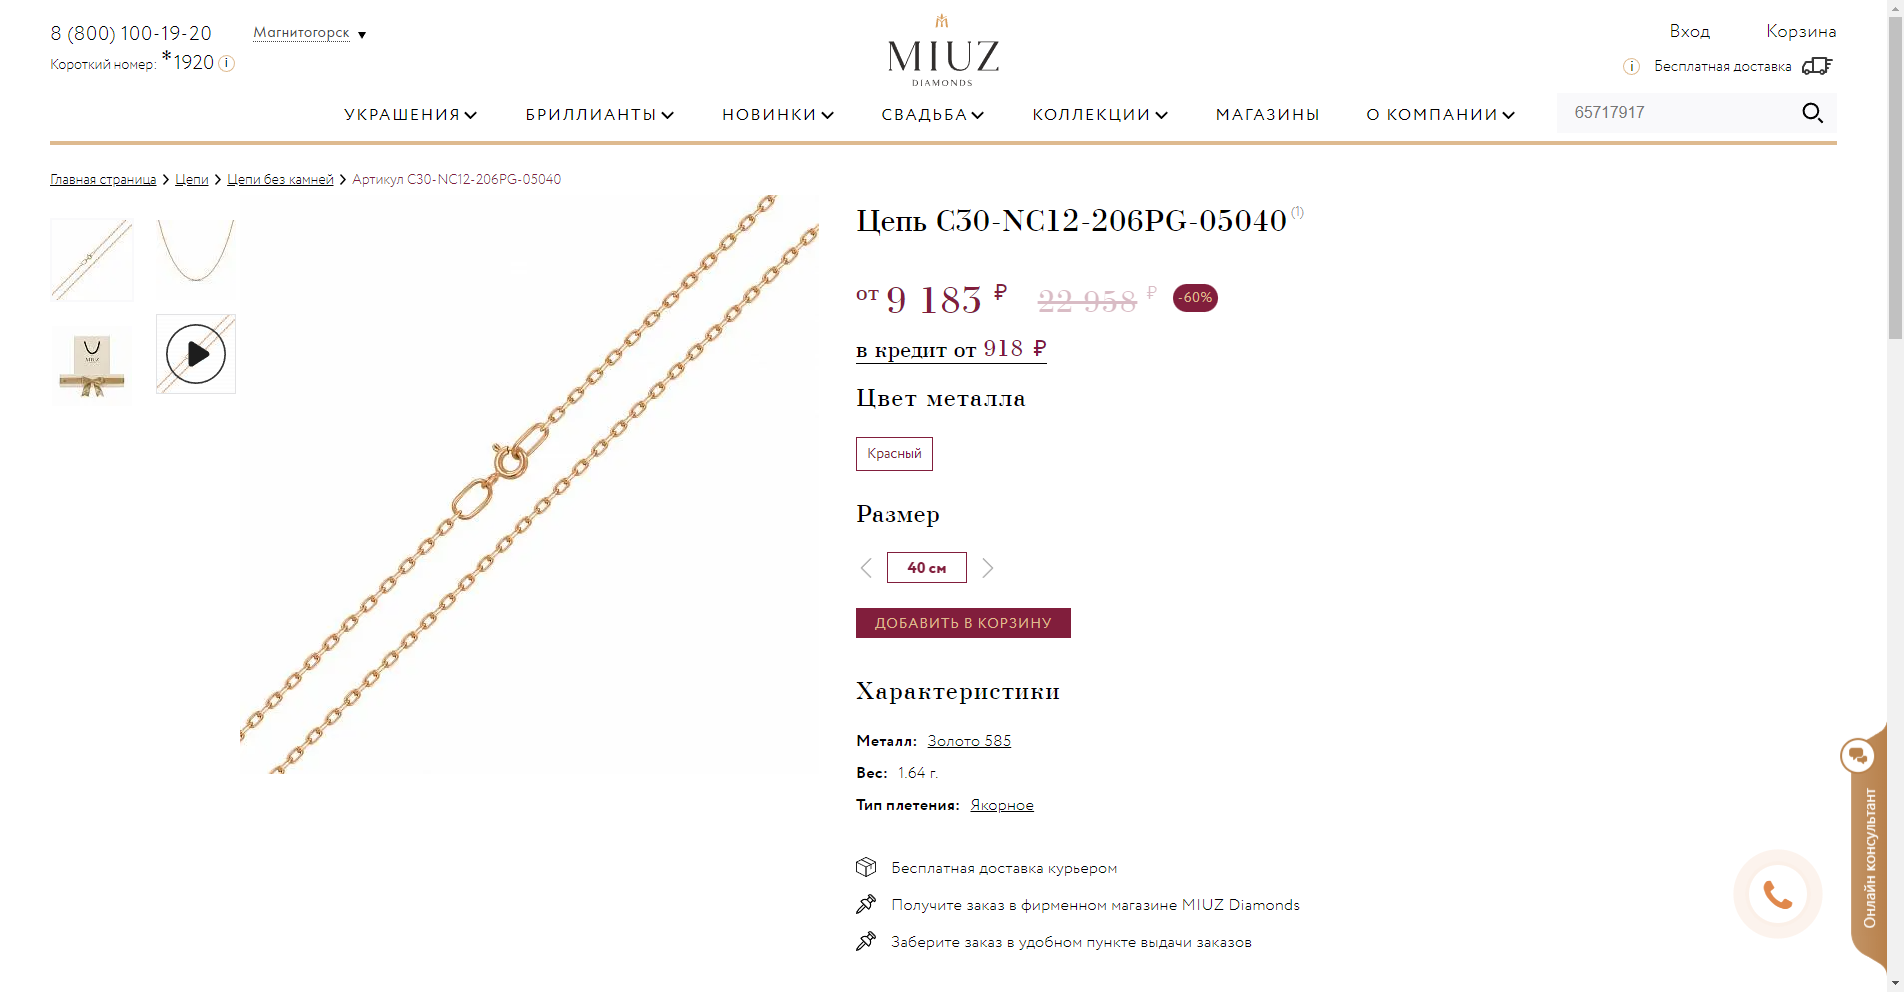 8 (800) 100-19-20
Магнитогорск
Короткий номер: *1920
MIUZ
DIAMONDS
Вход
Корзина
Бесплатная доставка
УКРАШЕНИЯ
БРИЛЛИАНТЫ
НОВИНКИ
СВАДЬБА
КОЛЛЕКЦИИ
МАГАЗИНЫ
О КОМПАНИИ
65717917
Главная страница > Цепи > Цепи без камней > Артикул C30-NC12-206PG-05040
MIUZ
Цепь C30-NC12-206PG-05040 (1)
от 9 183 ₽ 22 958 ₽ -60%
в кредит от 918 ₽
Цвет металла
Красный
Размер
40 см
ДОБАВИТЬ В КОРЗИНУ
Характеристики
Металл: Золото 585
Вес: 1.64 г.
Тип плетения: Якорное
Бесплатная доставка курьером
Получите заказ в фирменном магазине MIUZ Diamonds
Заберите заказ в удобном пункте выдачи заказов
Онлайн консультант